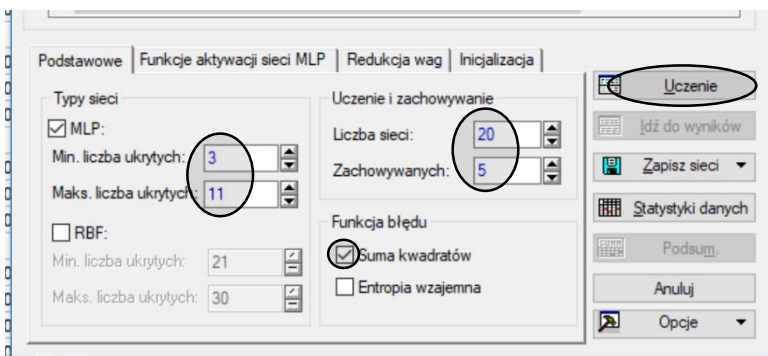 Podstawowe Funkcje aktywacji sieci MLP Redukcja wag Inicjalizacja
Typy sieci
MLP:
Min. liczba ukrytych: 3
Maks. liczba ukrytych: 11
RBF:
Min. liczba ukrytych: 21
Maks. liczba ukrytych: 30
Uczenie i zachowywanie
Liczba sieci: 20
Zachowywanych: 5
Funkcja błędu
Suma kwadratów
Entropia wzajemna
Uczenie
Idź do wyników
Zapisz sieci
Statystyki danych
Podsum.
Anuluj
Opcje